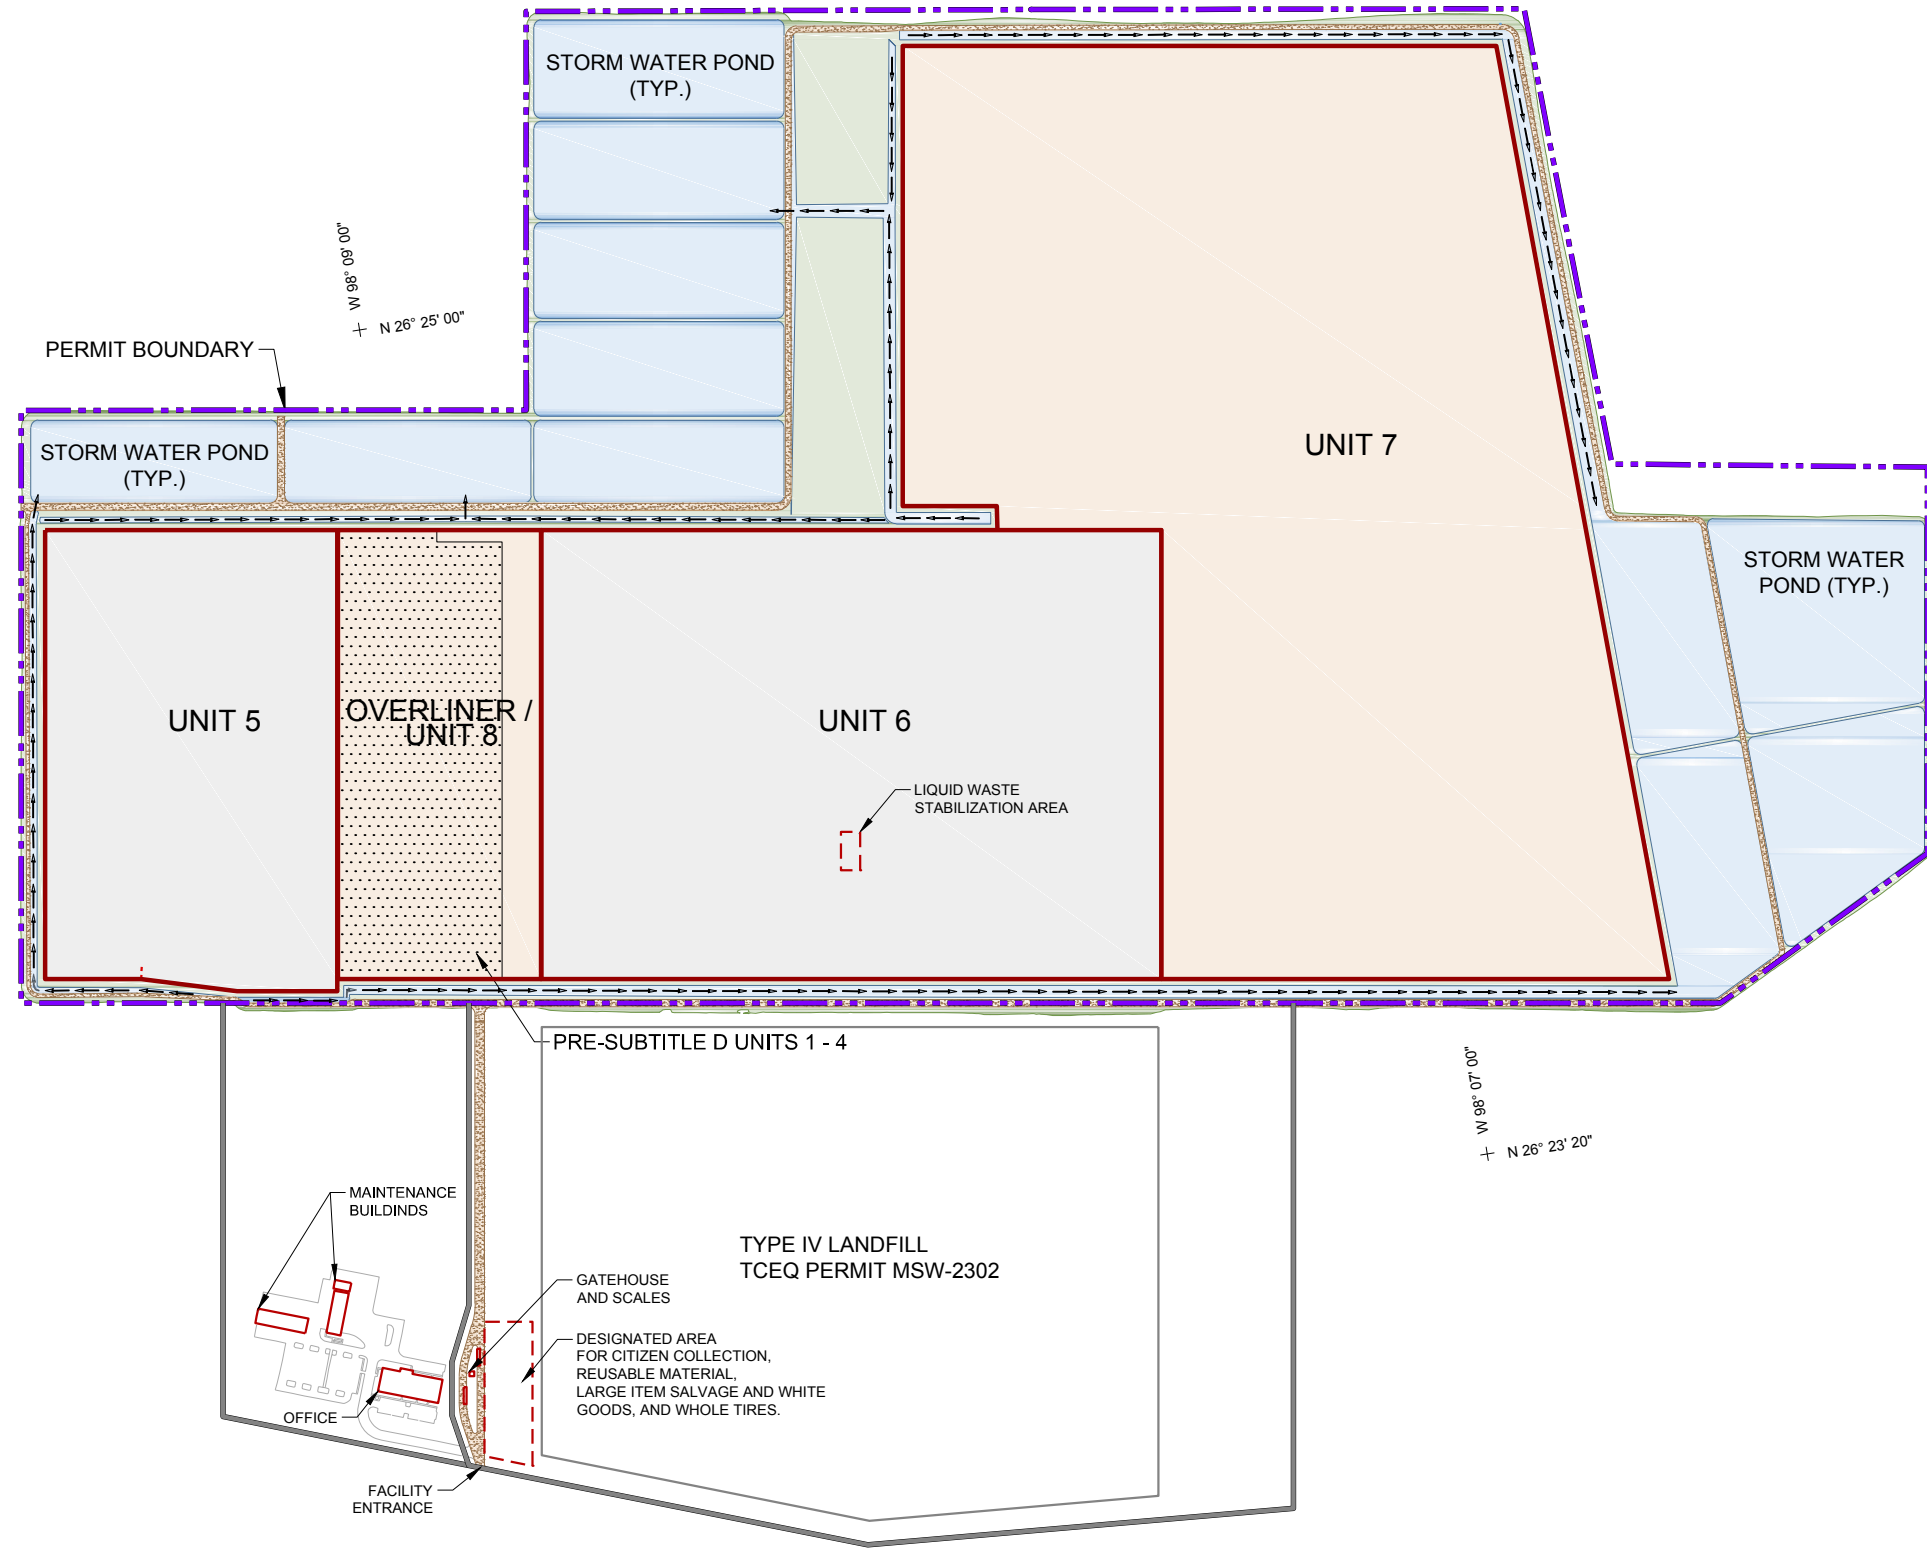 STORM WATER POND
(TYP.)
W 98° 09' 00"
N 26° 25' 00"
PERMIT BOUNDARY
STORM WATER POND
(TYP.)
UNIT 7
STORM WATER
POND (TYP.)
UNIT 5
OVERLINER /
UNIT 8
UNIT 6
LIQUID WASTE
STABILIZATION AREA
PRE-SUBTITLE D UNITS 1 - 4
W 98° 07' 00"
N 26° 23' 20"
MAINTENANCE
BUILDINDS
TYPE IV LANDFILL
TCEQ PERMIT MSW-2302
GATEHOUSE
AND SCALES
DESIGNATED AREA
FOR CITIZEN COLLECTION,
REUSABLE MATERIAL,
LARGE ITEM SALVAGE AND WHITE
GOODS, AND WHOLE TIRES.
OFFICE
FACILITY
ENTRANCE